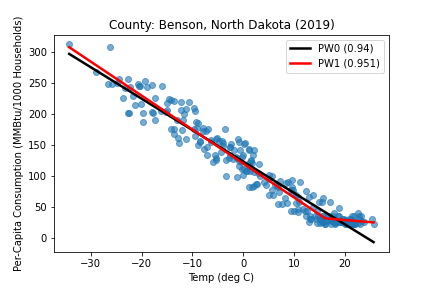 County: Benson, North Dakota (2019)
PW0 (0.94)
PW1 (0.951)
Per-Capita Consumption (MMBtu/1000 Households)
300
250
200
150
100
50
0
−30
−20
−10
0
10
20
Temp (deg C)